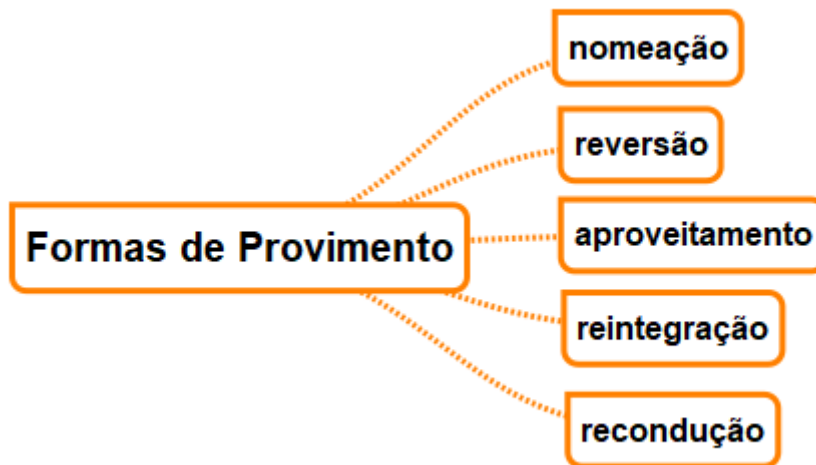 Formas de Provimento
nomeação
reversão
aproveitamento
reintegração
recondução